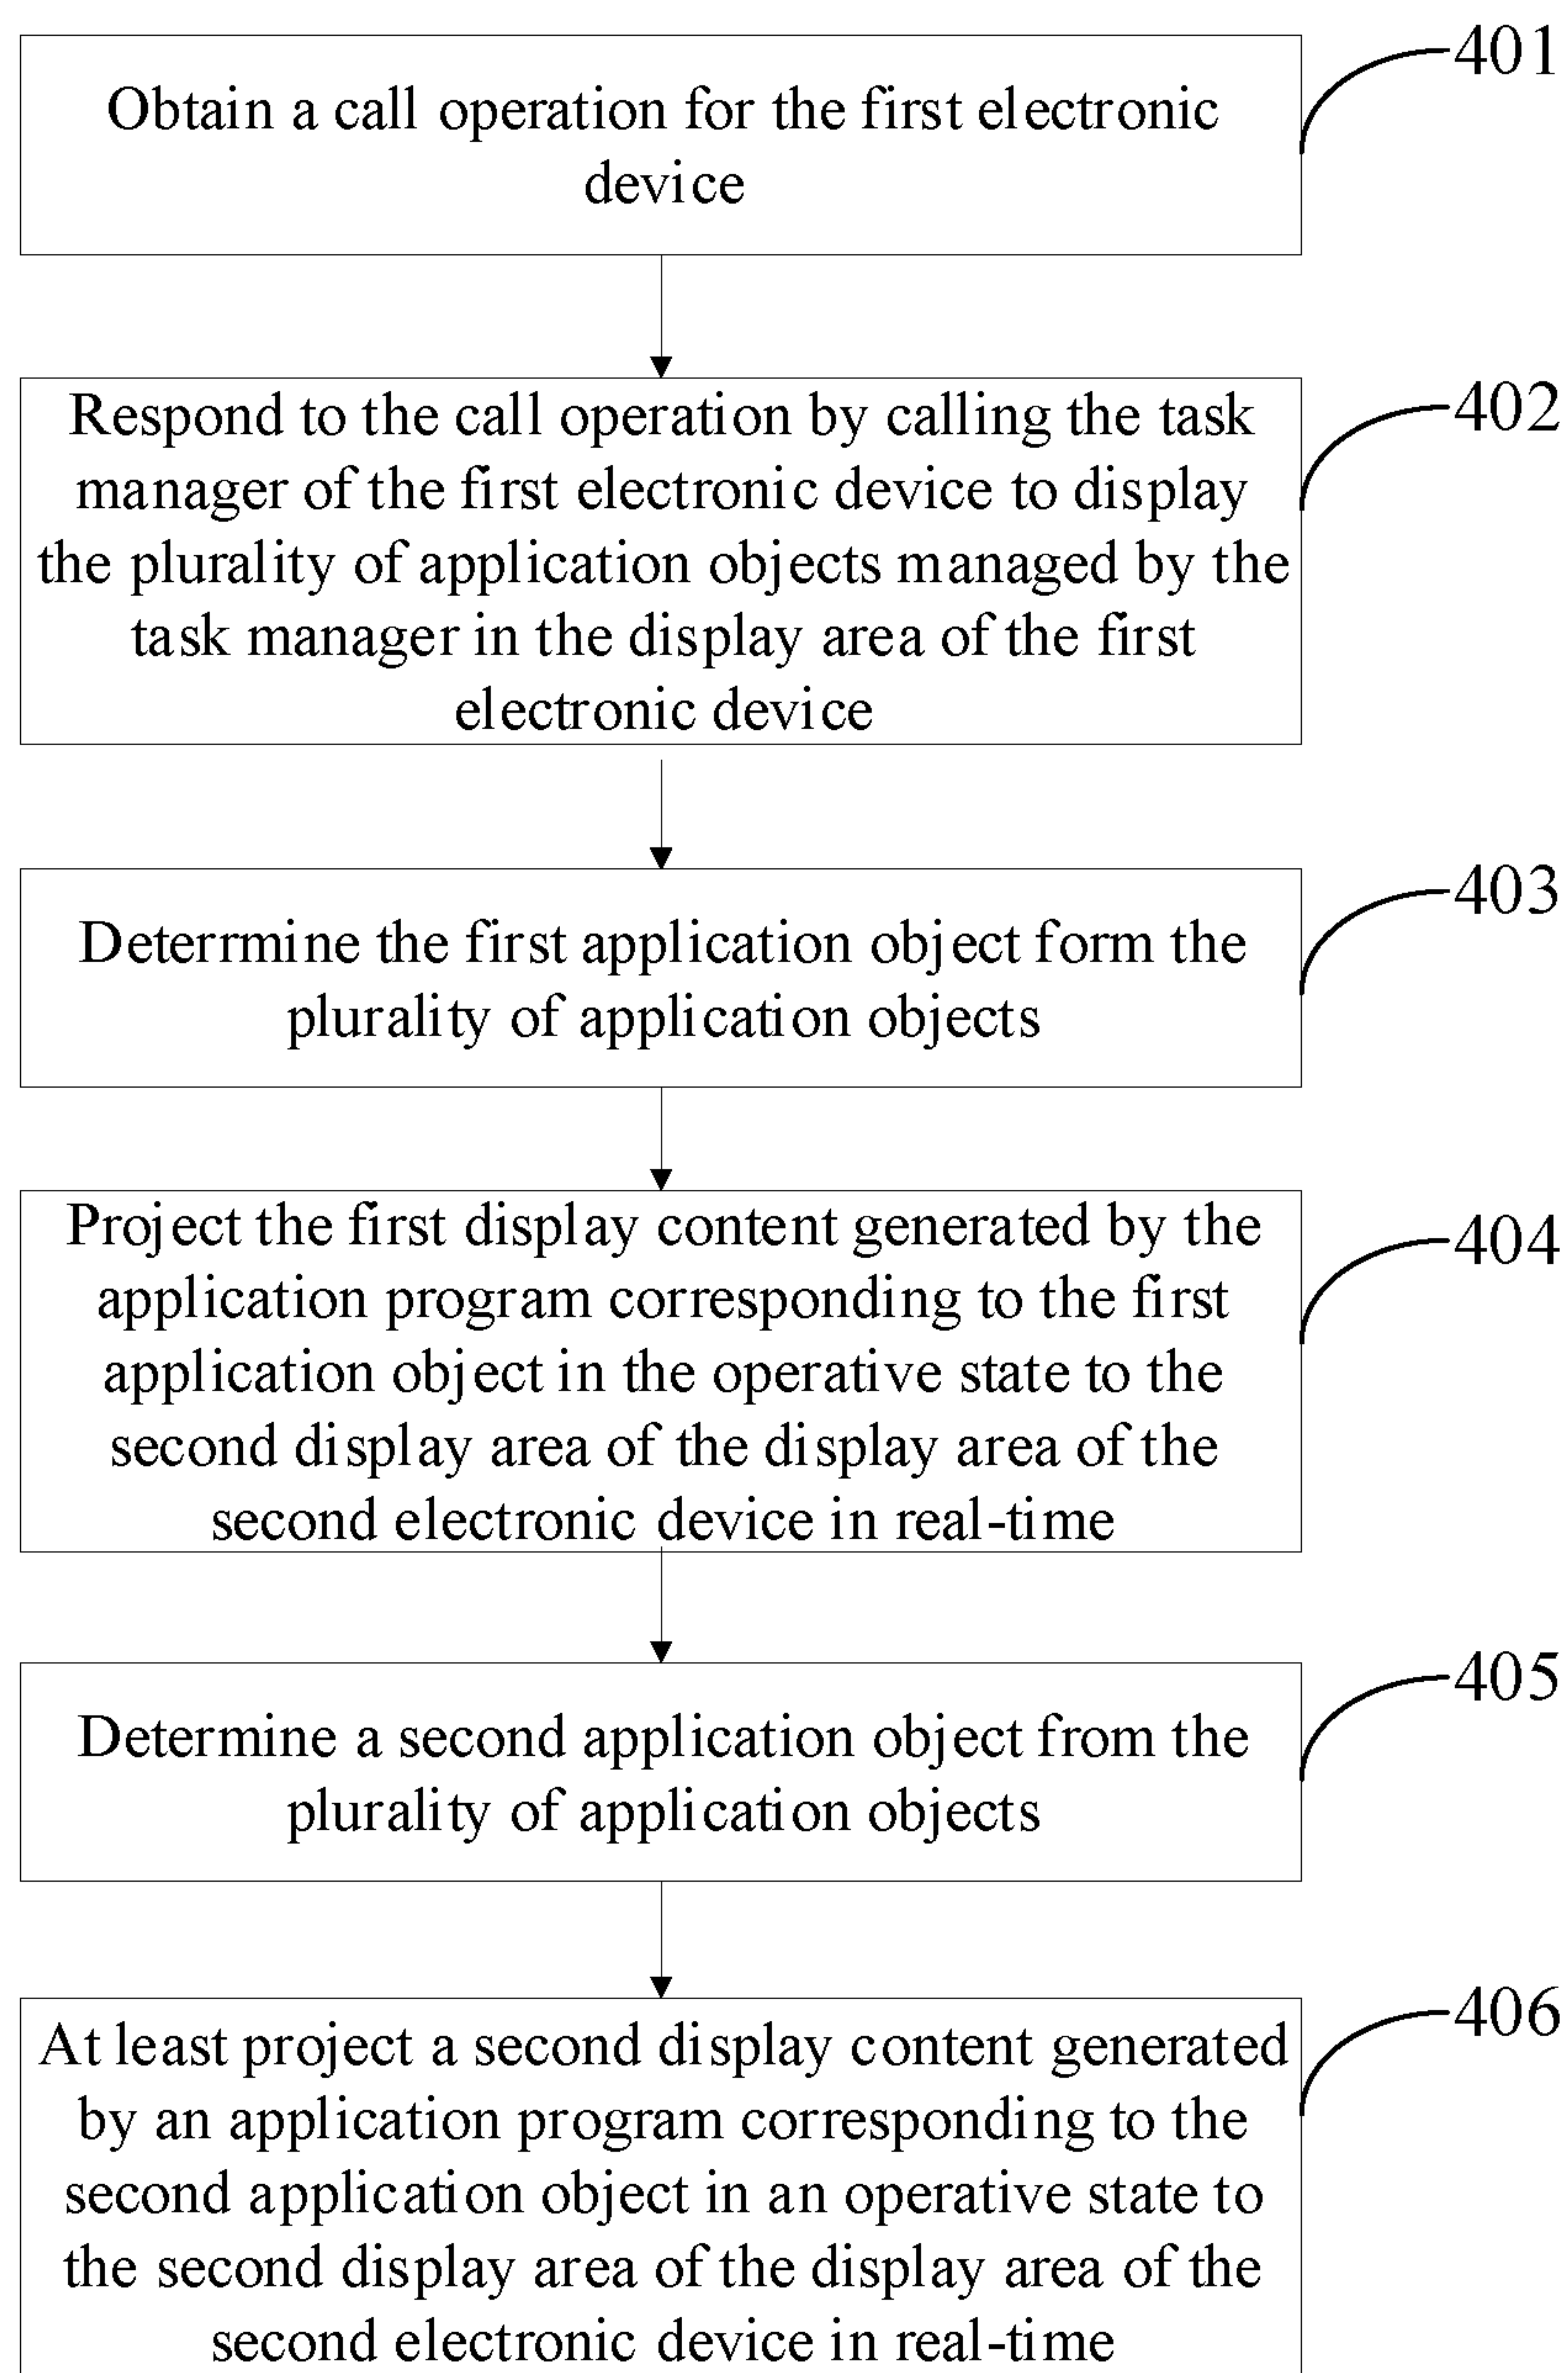 401
Obtain a call operation for the first electronic
device
402
Respond to the call operation by calling the task
manager of the first electronic device to display
the plurality of application objects managed by the
task manager in the display area of the first
electronic device
403
Deterrmine the first application object form the
plurality of application objects
404
Project the first display content generated by the
application program corresponding to the first
application object in the operative state to the
second display area of the display area of the
second electronic device in real-time
405
Determine a second application object from the
plurality of application objects
406
At least project a second display content generated
by an application program corresponding to the
second application object in an operative state to
the second display area of the display area of the
second electronic device in real-time